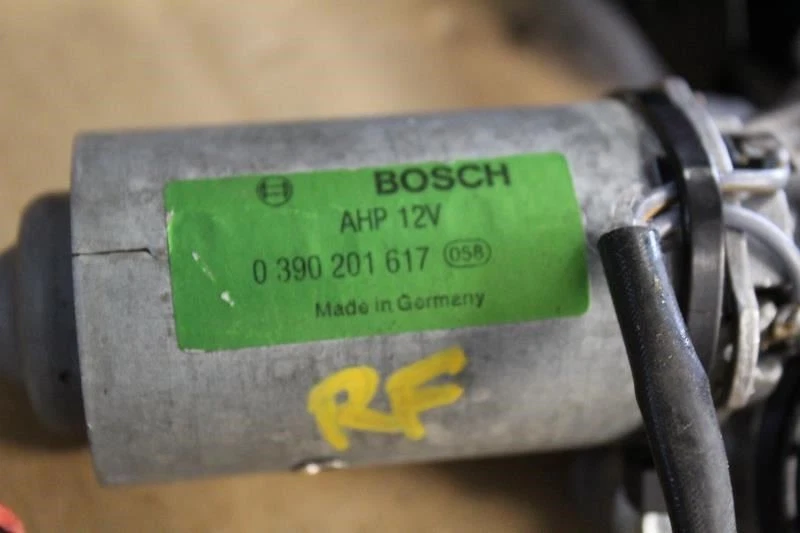 BOSCH
AHP 12V
0 390 201 617 058
Made in Germany
RF